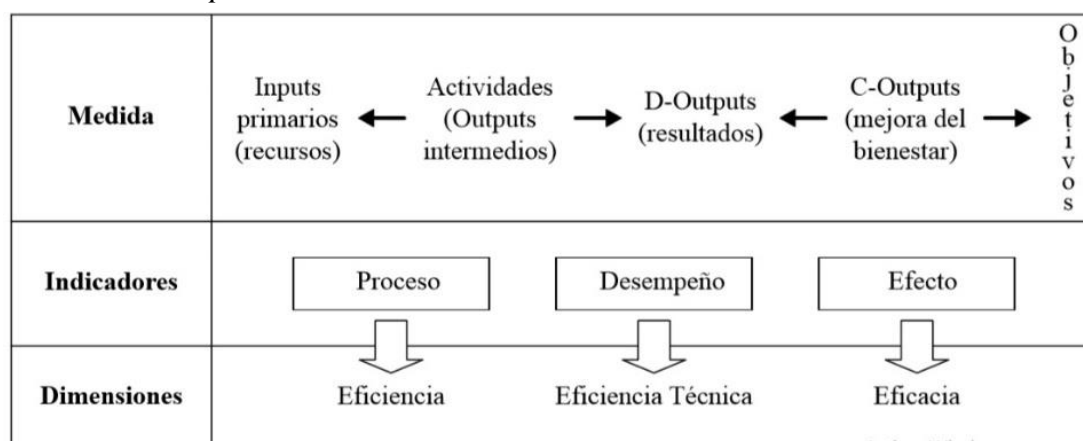 Medida
Inputs
primarios
(recursos)
Actividades
(Outputs
intermedios)
D-Outputs
(resultados)
C-Outputs
(mejora del
bienestar)
Objetivos
Indicadores
Proceso
Desempeño
Efecto
Dimensiones
Eficiencia
Eficiencia Técnica
Eficacia